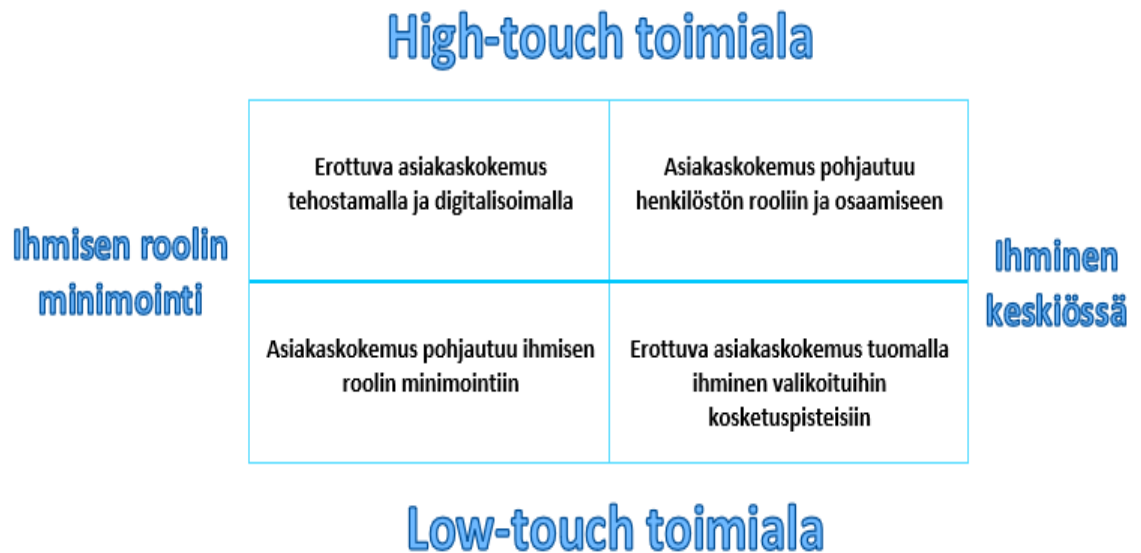 High-touch toimiala
Erottuva asiakaskokemus
tehostamalla ja digitalisoimalla
Asiakaskokemus pohjautuu
henkilöstön rooliin ja osaamiseen
Ihmisen roolin
minimointi
Ihminen
keskiössä
Asiakaskokemus pohjautuu ihmisen
roolin minimointiin
Erottuva asiakaskokemus tuomalla
ihminen valikoituihin
kosketuspisteisiin
Low-touch toimiala